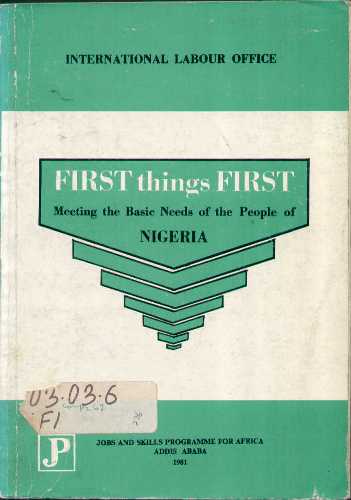 INTERNATIONAL LABOUR OFFICE
FIRST things FIRST
Meeting the Basic Needs of the People of
NIGERIA
03.03.6
F1
JP
JOBS AND SKILLS PROGRAMME FOR AFRICA
ADDIS ABABA
1981